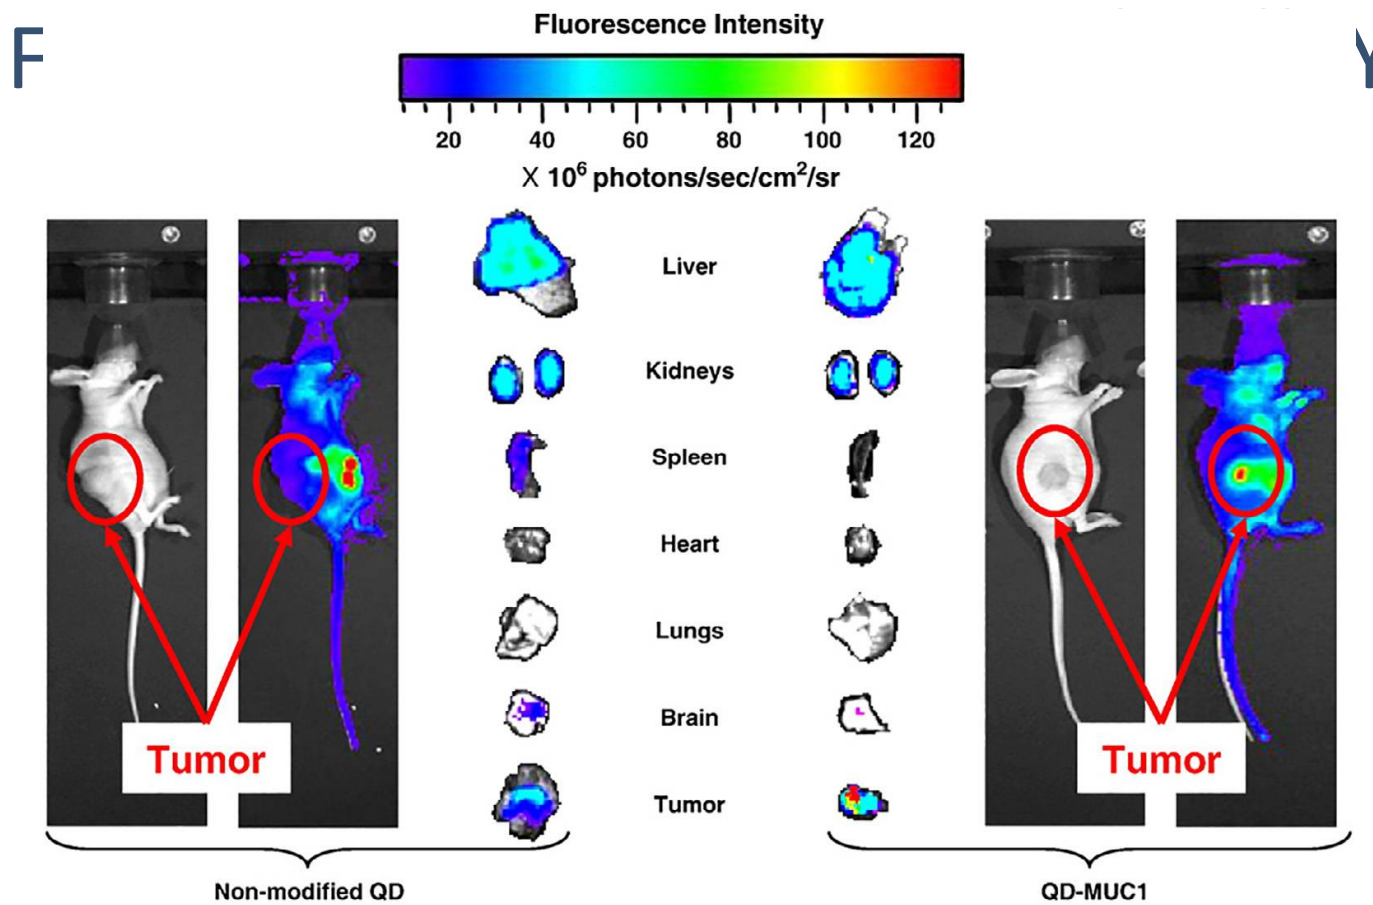 F
Y
Fluorescence Intensity
20 40 60 80 100 120
X 10⁶ photons/sec/cm²/sr
Liver
Kidneys
Spleen
Heart
Lungs
Brain
Tumor
Tumor
Tumor
Non-modified QD
QD-MUC1